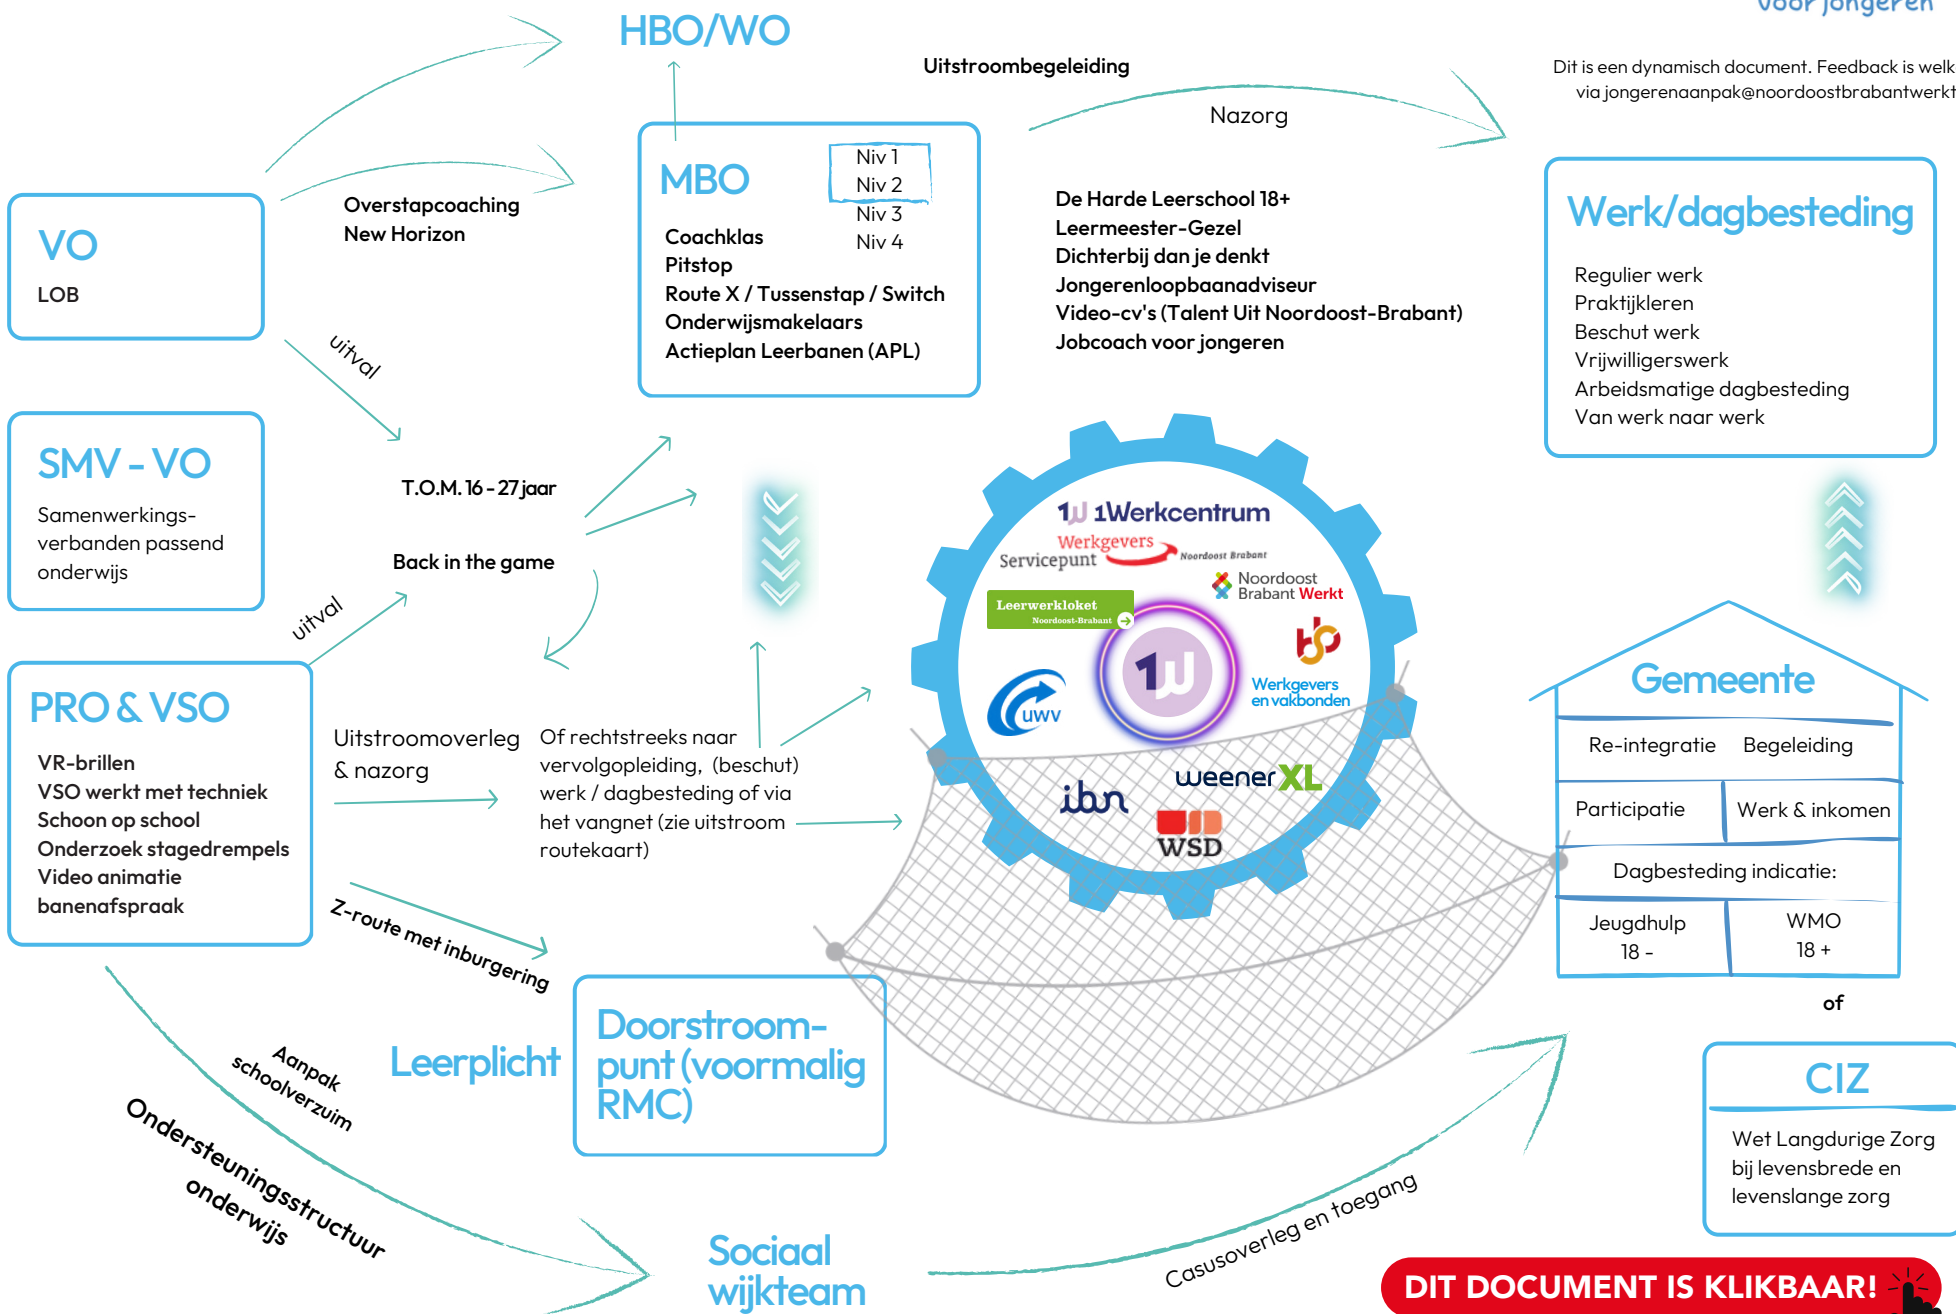 voor jongeren
Dit is een dynamisch document. Feedback is welk
via jongerenaanpak@noordoostbrabantwerkt
HBO/WO
Uitstroombegeleiding
Nazorg
VO
LOB
Overstapcoaching
New Horizon
MBO
Niv 1
Niv 2
Niv 3
Niv 4
Coachklas
Pitstop
Route X / Tussenstap / Switch
Onderwijsmakelaars
Actieplan Leerbanen (APL)
De Harde Leerschool 18+
Leermeester-Gezel
Dichterbij dan je denkt
Jongerenloopbaanadviseur
Video-cv's (Talent Uit Noordoost-Brabant)
Jobcoach voor jongeren
Werk/dagbesteding
Regulier werk
Praktijkleren
Beschut werk
Vrijwilligerswerk
Arbeidsmatige dagbesteding
Van werk naar werk
uitval
SMV - VO
Samenwerkings-
verbanden passend
onderwijs
T.O.M. 16 - 27 jaar
Back in the game
uitval
1W 1Werkcentrum
Werkgevers
Servicepunt Noordoost Brabant
Noordoost
Brabant Werkt
Leerwerkloket
Noordoost-Brabant
1W
UWV
Werkgevers
en vakbonden
ibn
weener XL
WSD
PRO & VSO
VR-brillen
VSO werkt met techniek
Schoon op school
Onderzoek stagedrempels
Video animatie
banenafspraak
Uitstroomoverleg
& nazorg
Of rechtstreeks naar
vervolgopleiding, (beschut)
werk / dagbesteding of via
het vangnet (zie uitstroom
routekaart)
Z-route met inburgering
Gemeente
Re-integratie Begeleiding
Participatie Werk & inkomen
Dagbesteding indicatie:
Jeugdhulp
18 -
WMO
18 +
of
CIZ
Wet Langdurige Zorg
bij levensbrede en
levenslange zorg
Leerplicht
Doorstroom-
punt (voormalig
RMC)
Aanpak
schoolverzuim
Ondersteuningsstructuur
onderwijs
Sociaal
wijkteam
Casusoverleg en toegang
DIT DOCUMENT IS KLIKBAAR!